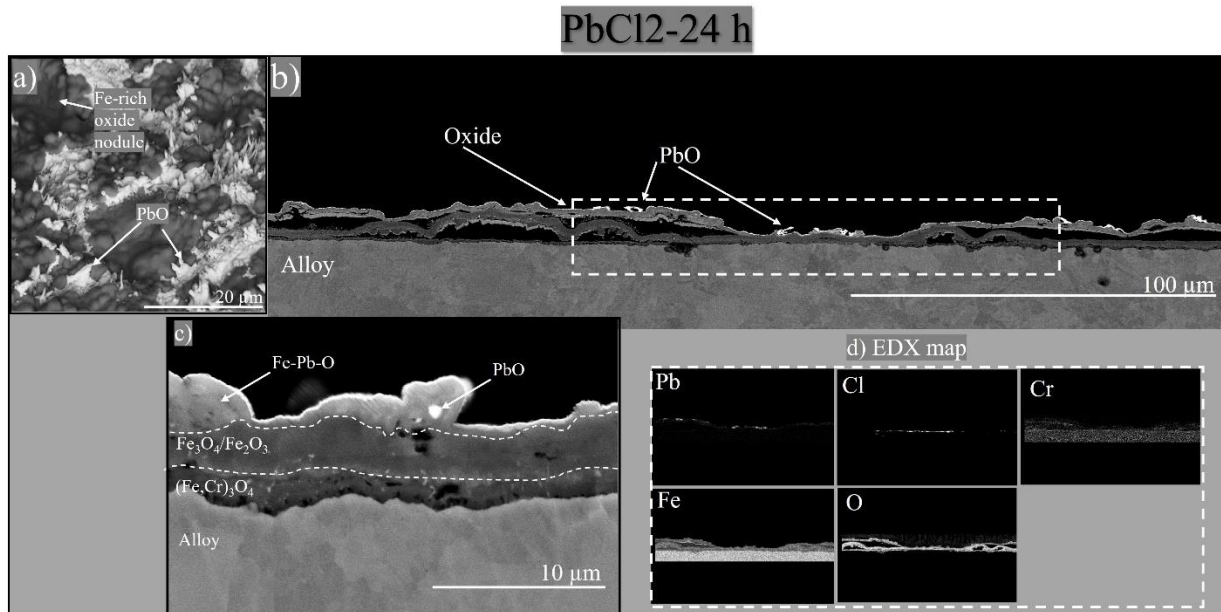 PbCl2-24 h
a)
Fe-rich
oxide
nodule
PbO
20 µm
b)
Oxide
PbO
Alloy
100 µm
c)
Fe-Pb-O
PbO
Fe₃O₄/Fe₂O₃
(Fe,Cr)₃O₄
Alloy
10 µm
d) EDX map
Pb
Cl
Cr
Fe
O